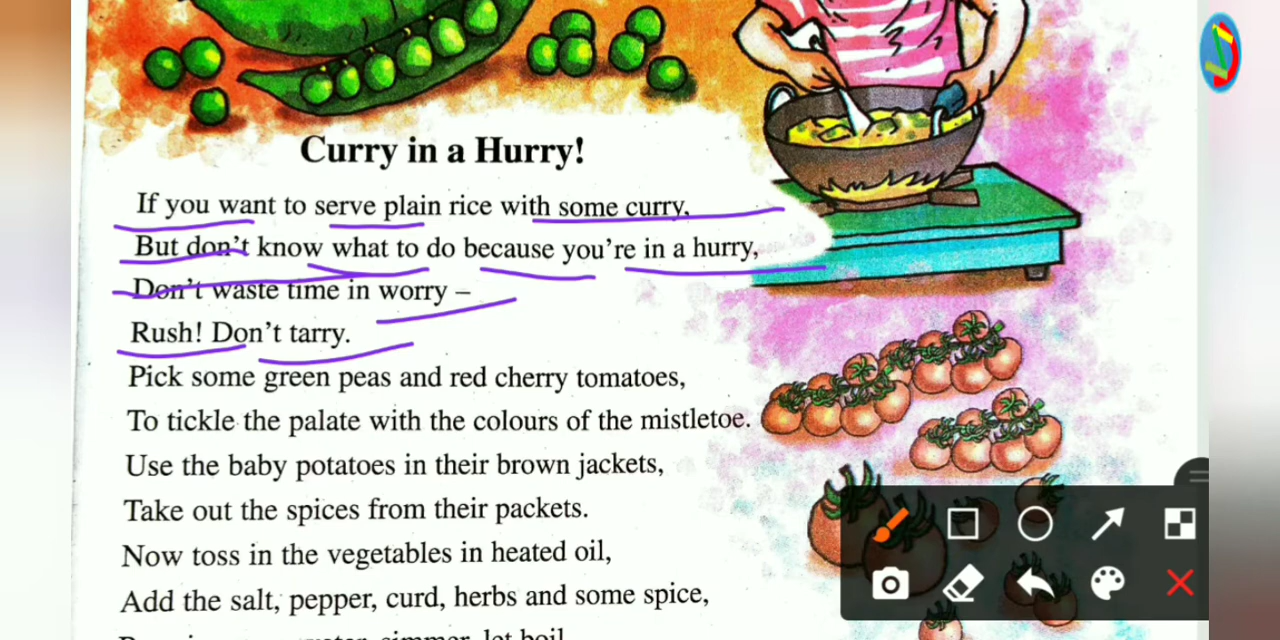 Curry in a Hurry!
If you want to serve plain rice with some curry,
But don't know what to do because you're in a hurry,
Don't waste time in worry –
Rush! Don't tarry.
Pick some green peas and red cherry tomatoes,
To tickle the palate with the colours of the mistletoe.
Use the baby potatoes in their brown jackets,
Take out the spices from their packets.
Now toss in the vegetables in heated oil,
Add the salt, pepper, curd, herbs and some spice,
simmer, let boil